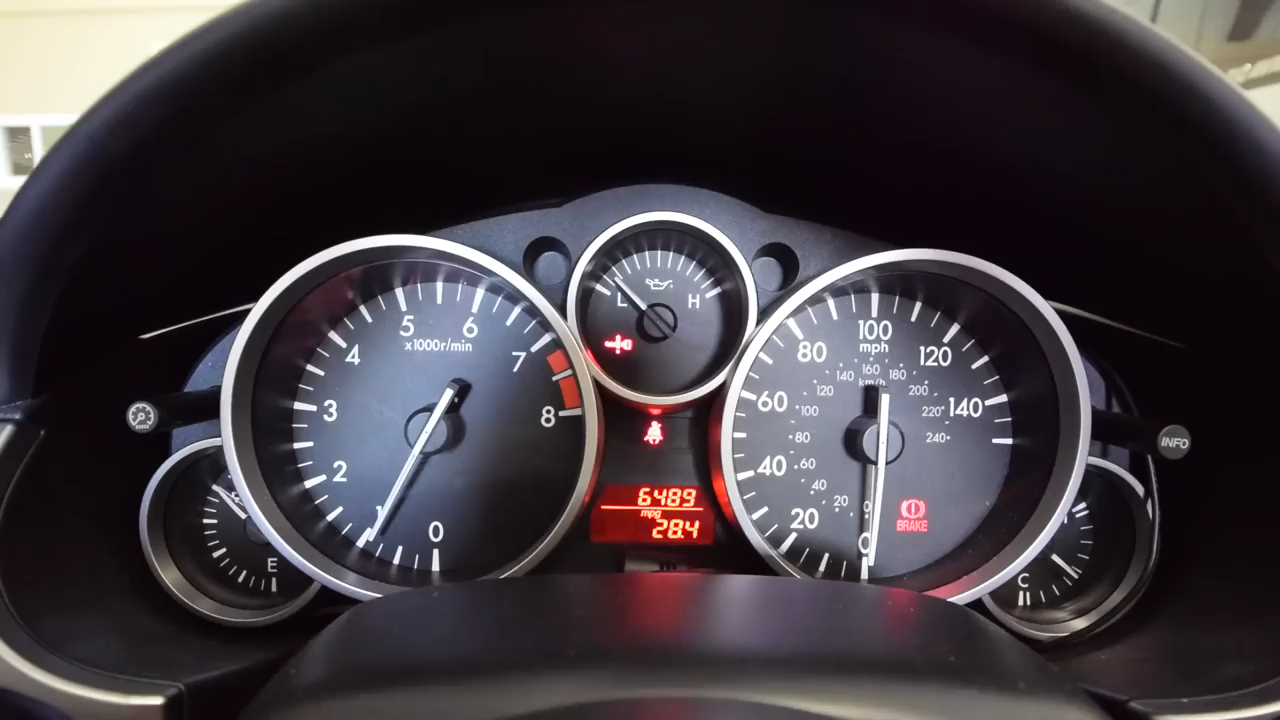 L H
5 6
x1000r/min
4 7
3 8
2
1 0
E
6489
mpg
28.4
100
mph
80 120
60 140
40
20
0
160
140 180
km/h
120 200
100 220
80 240
60
40
20
0
BRAKE
INFO
C